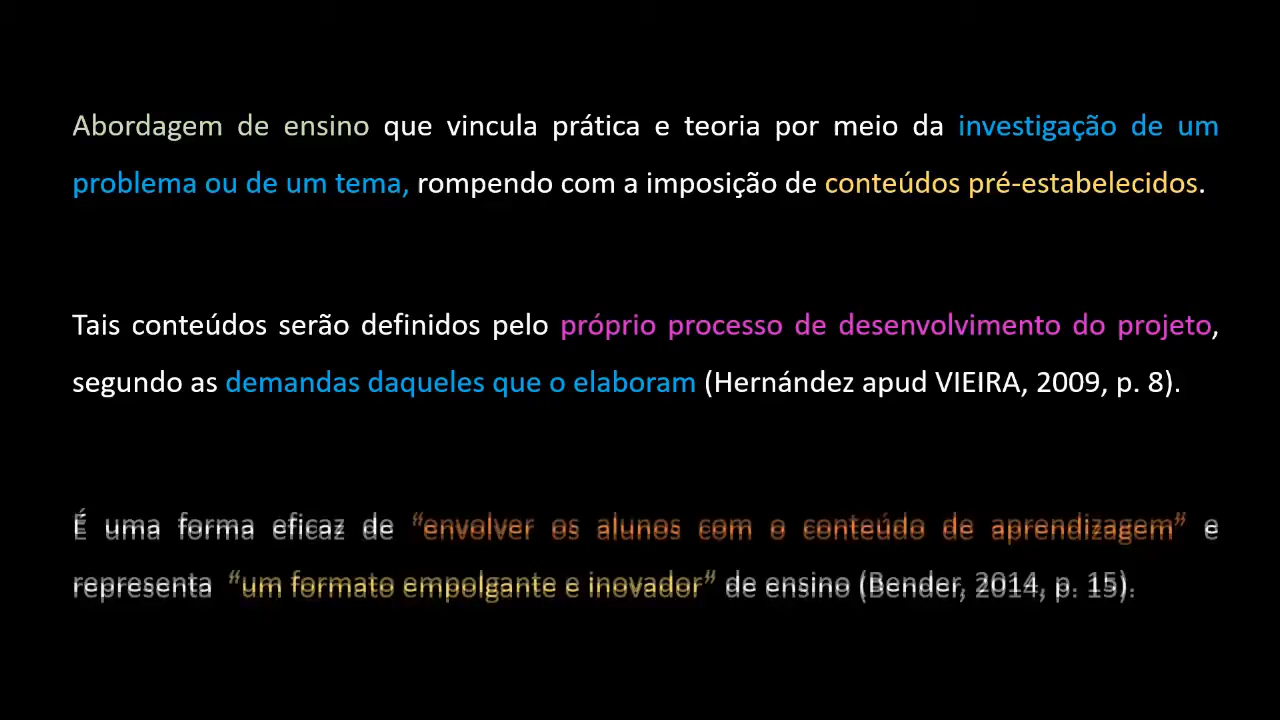 Abordagem de ensino que vincula prática e teoria por meio da investigação de um
problema ou de um tema, rompendo com a imposição de conteúdos pré-estabelecidos.
Tais conteúdos serão definidos pelo próprio processo de desenvolvimento do projeto,
segundo as demandas daqueles que o elaboram (Hernández apud VIEIRA, 2009, p. 8).
É uma forma eficaz de “envolver os alunos com o conteúdo de aprendizagem” e
representa “um formato empolgante e inovador” de ensino (Bender, 2014, p. 15).